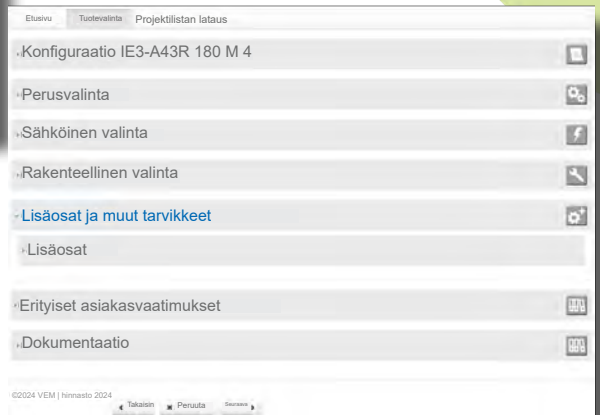 Etusivu Tuotevalinta Projektilistan lataus
Konfiguraatio IE3-A43R 180 M 4
Perusvalinta
Sähköinen valinta
Rakenteellinen valinta
Lisäosat ja muut tarvikkeet
Lisäosat
Erityiset asiakasvaatimukset
Dokumentaatio
©2024 VEM | hinnasto 2024
Takaisin Peruuta Seuraava